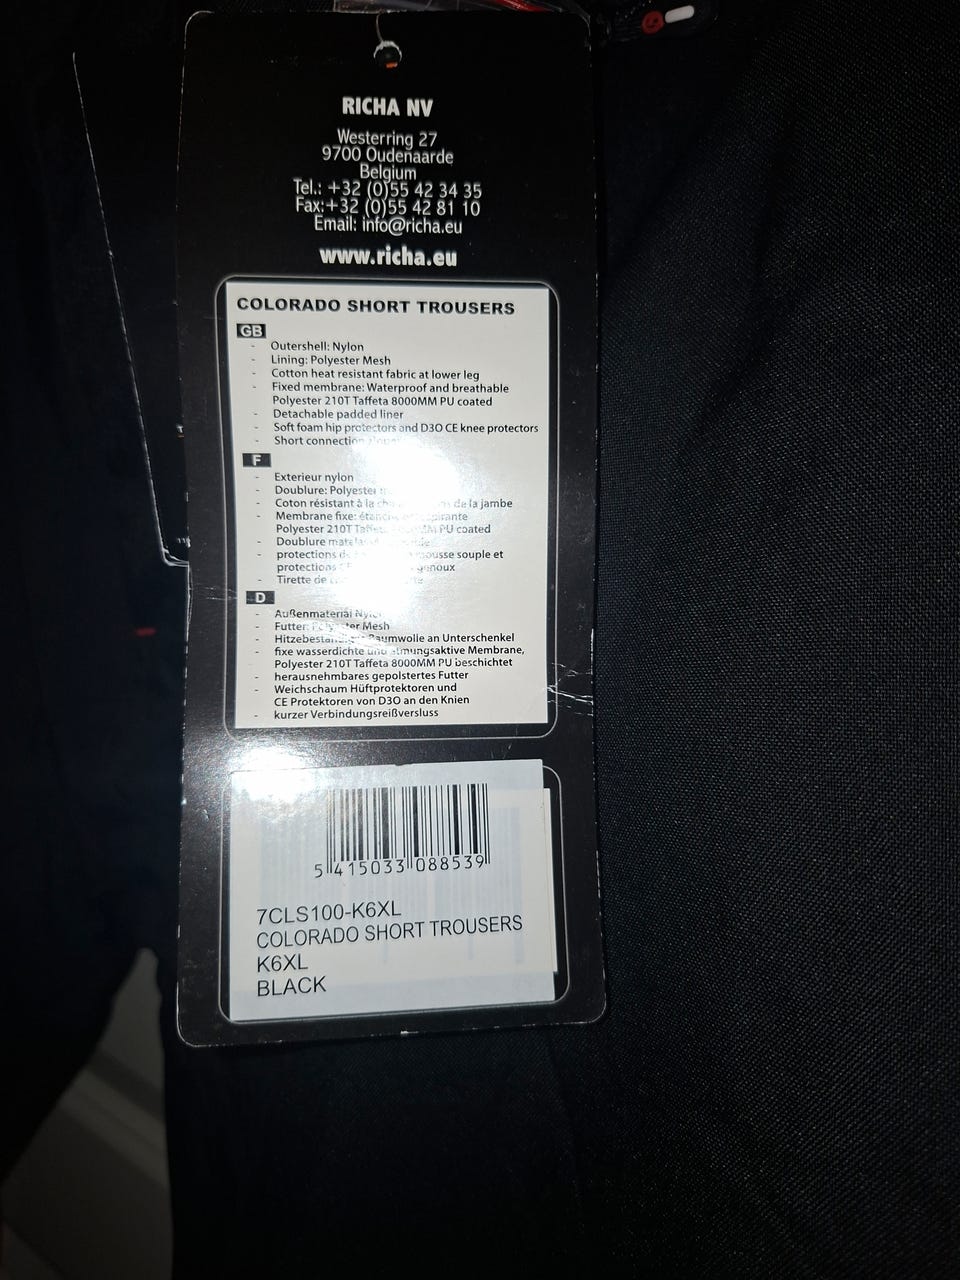 RICHA NV
Westerring 27
9700 Oudenaarde
Belgium
Tel.: +32 (0)55 42 34 35
Fax:+32 (0)55 42 81 10
Email: info@richa.eu
www.richa.eu
COLORADO SHORT TROUSERS
GB
- Outershell: Nylon
- Lining: Polyester Mesh
- Cotton heat resistant fabric at lower leg
- Fixed membrane: Waterproof and breathable
Polyester 210T Taffeta 8000MM PU coated
- Detachable padded liner
- Soft foam hip protectors and D3O CE knee protectors
- Short connection
F
- Exterieur nylon
- Doublure: Polyester
- Coton résistant à la de la jambe
- Membrane fixe:
Polyester 210T PU coated
- Doublure
- protections mousse souple et
protections genoux
- Tirette de
D
- Außenmaterial Nylon
- Futter: Polyester Mesh
- Hitzebeständige Baumwolle an Unterschenkel
- fixe wasserdichte und atmungsaktive Membrane,
Polyester 210T Taffeta 8000MM PU beschichtet
- herausnehmbares gepolstertes Futter
- Weichschaum Hüftprotektoren und
CE Protektoren von D3O an den Knien
- kurzer Verbindungsreißversluss
5 415033 088539
7CLS100-K6XL
COLORADO SHORT TROUSERS
K6XL
BLACK